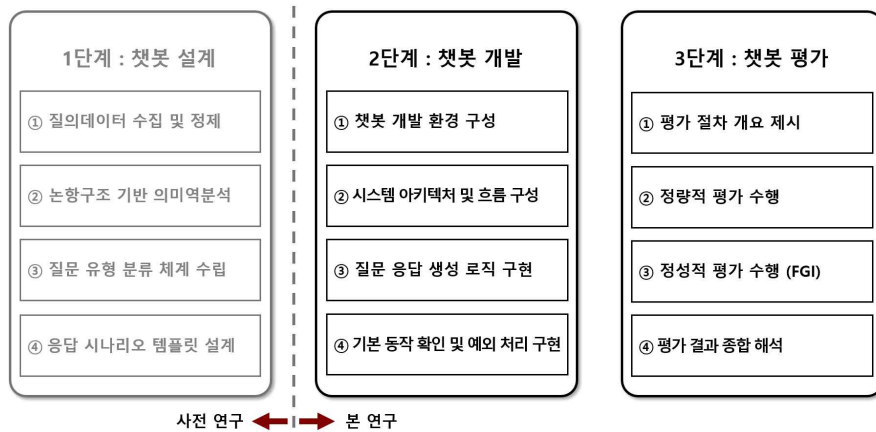 1단계 : 챗봇 설계
① 질의데이터 수집 및 정제
② 논항구조 기반 의미역분석
③ 질문 유형 분류 체계 수립
④ 응답 시나리오 템플릿 설계
2단계 : 챗봇 개발
① 챗봇 개발 환경 구성
② 시스템 아키텍처 및 흐름 구성
③ 질문 응답 생성 로직 구현
④ 기본 동작 확인 및 예외 처리 구현
3단계 : 챗봇 평가
① 평가 절차 개요 제시
② 정량적 평가 수행
③ 정성적 평가 수행 (FGI)
④ 평가 결과 종합 해석
사전 연구
본 연구